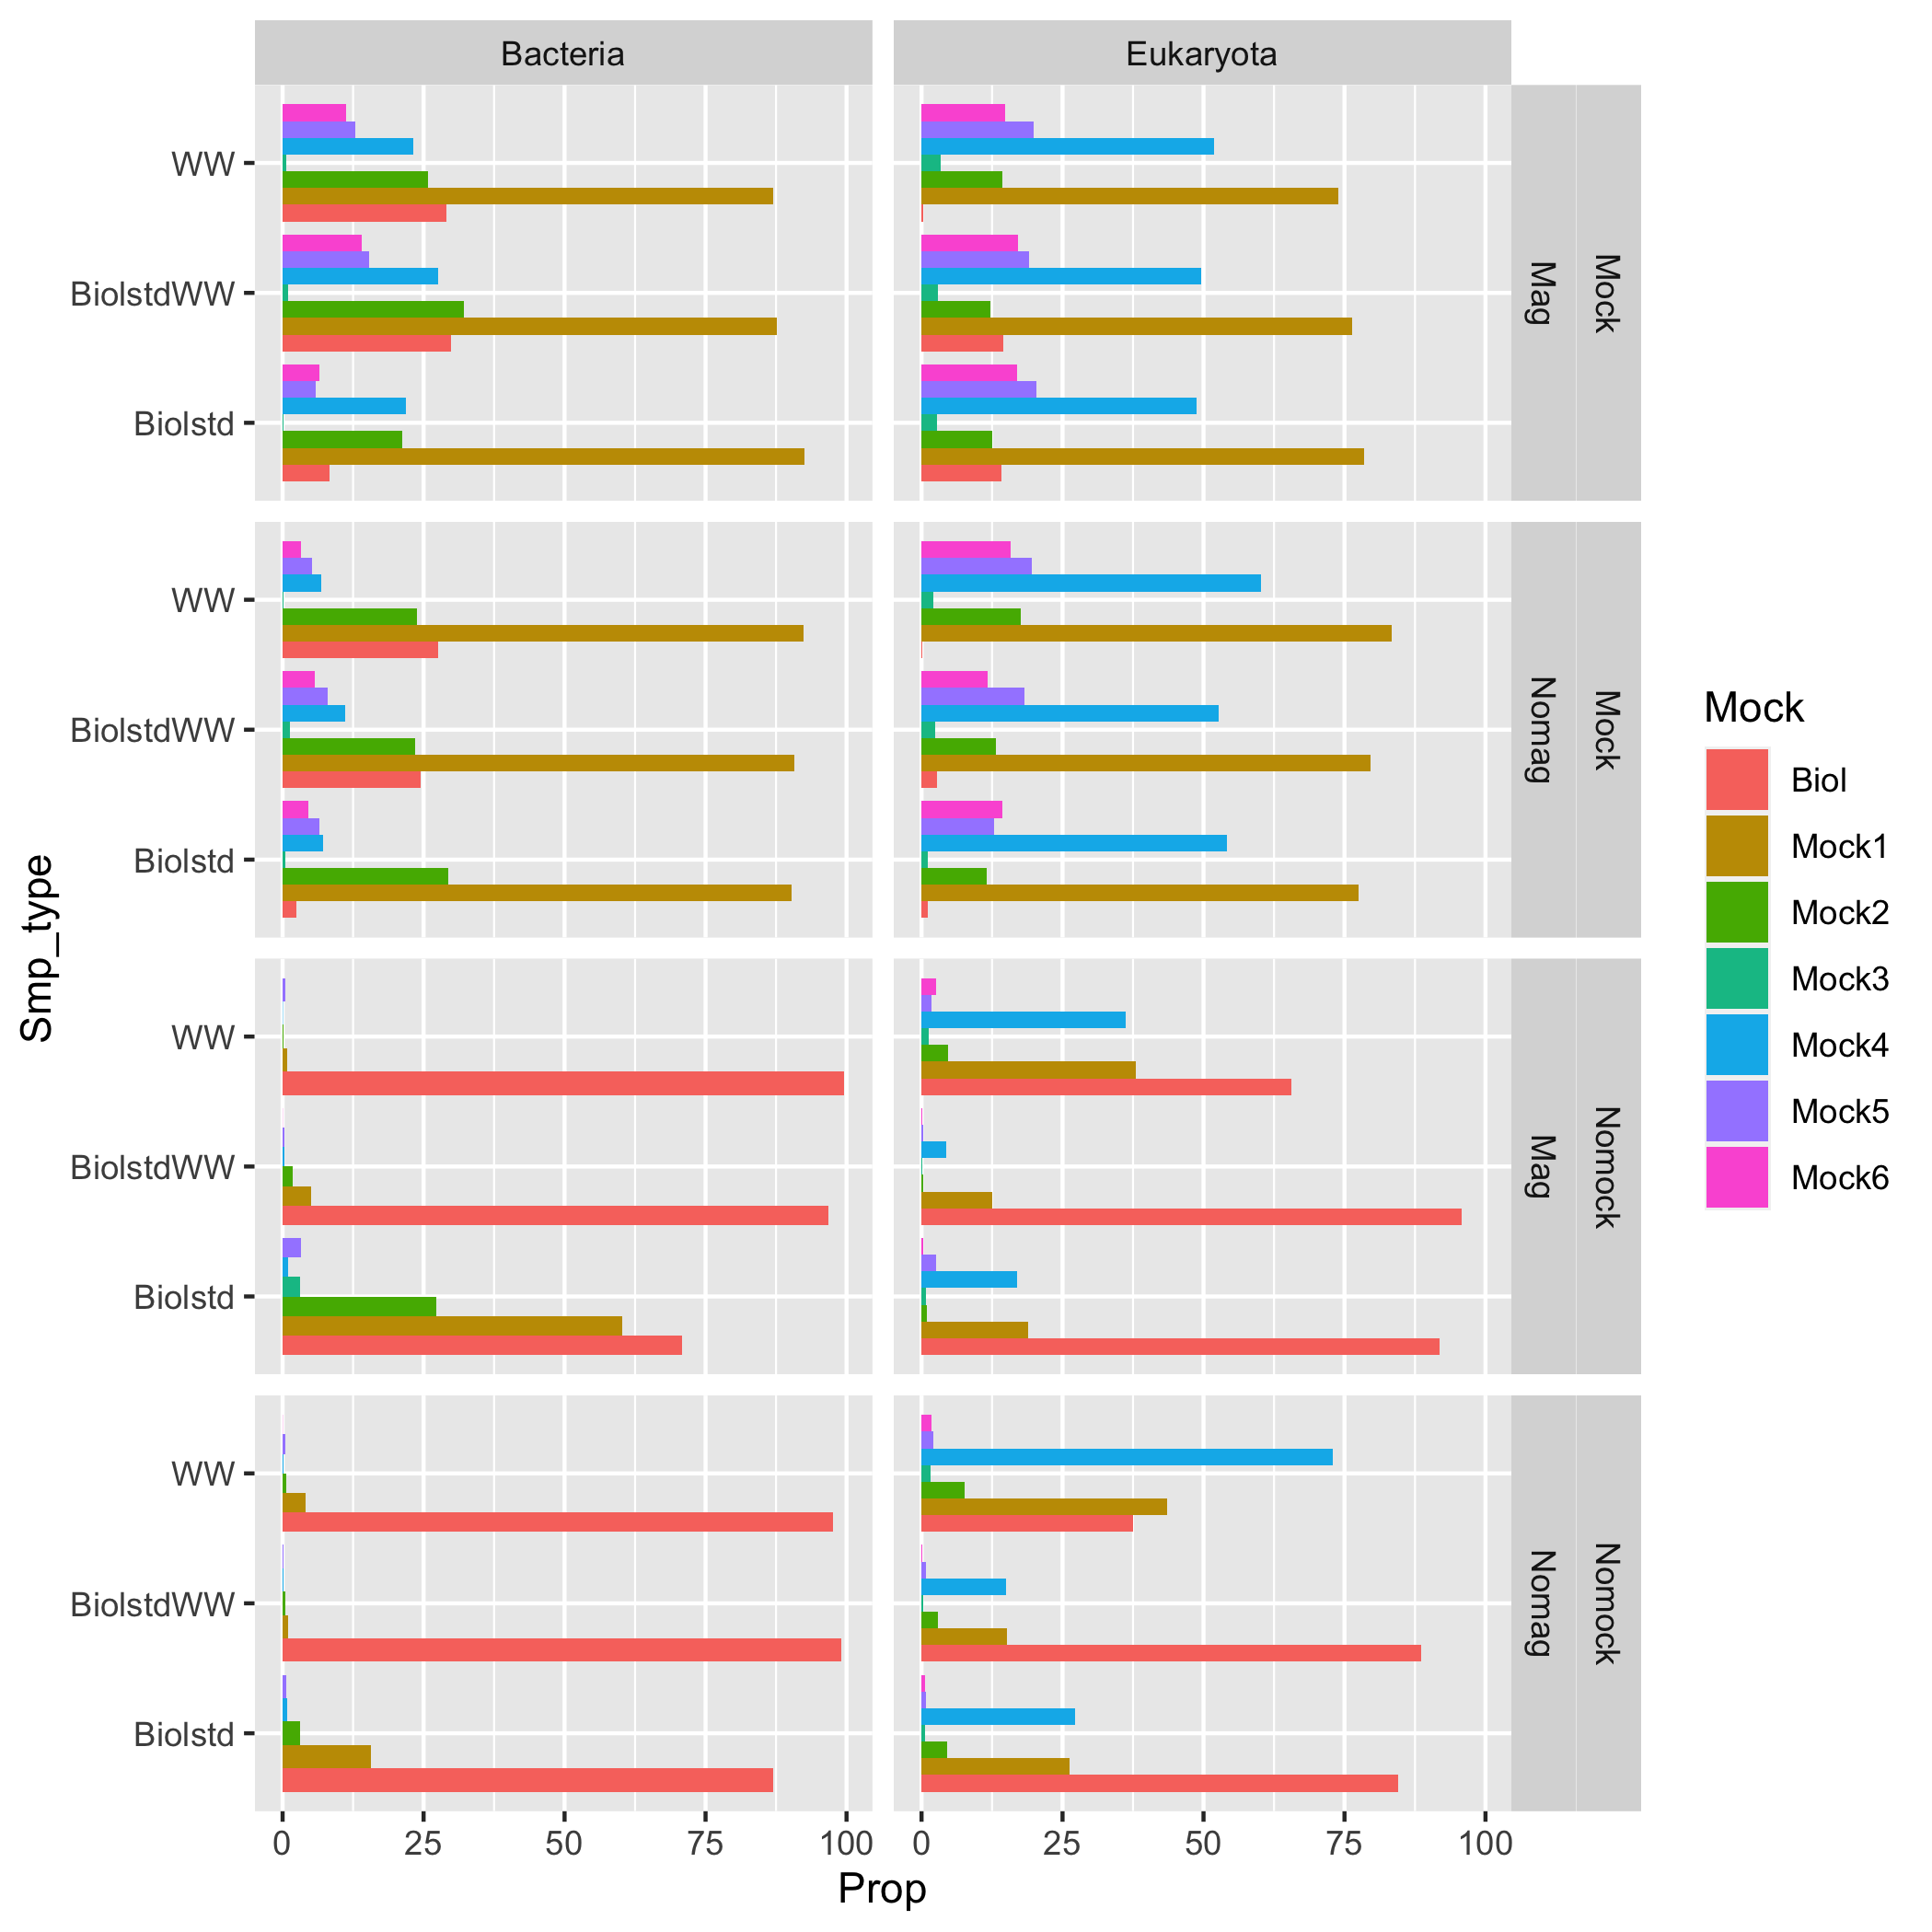 Bacteria
Eukaryota
WW
BiolstdWW
Biolstd
Mag
Mock
WW
BiolstdWW
Biolstd
Nomag
Mock
WW
BiolstdWW
Biolstd
Mag
Nomock
WW
BiolstdWW
Biolstd
Nomag
Nomock
0 25 50 75 100
0 25 50 75 100
Prop
Smp_type
Mock
Biol
Mock1
Mock2
Mock3
Mock4
Mock5
Mock6